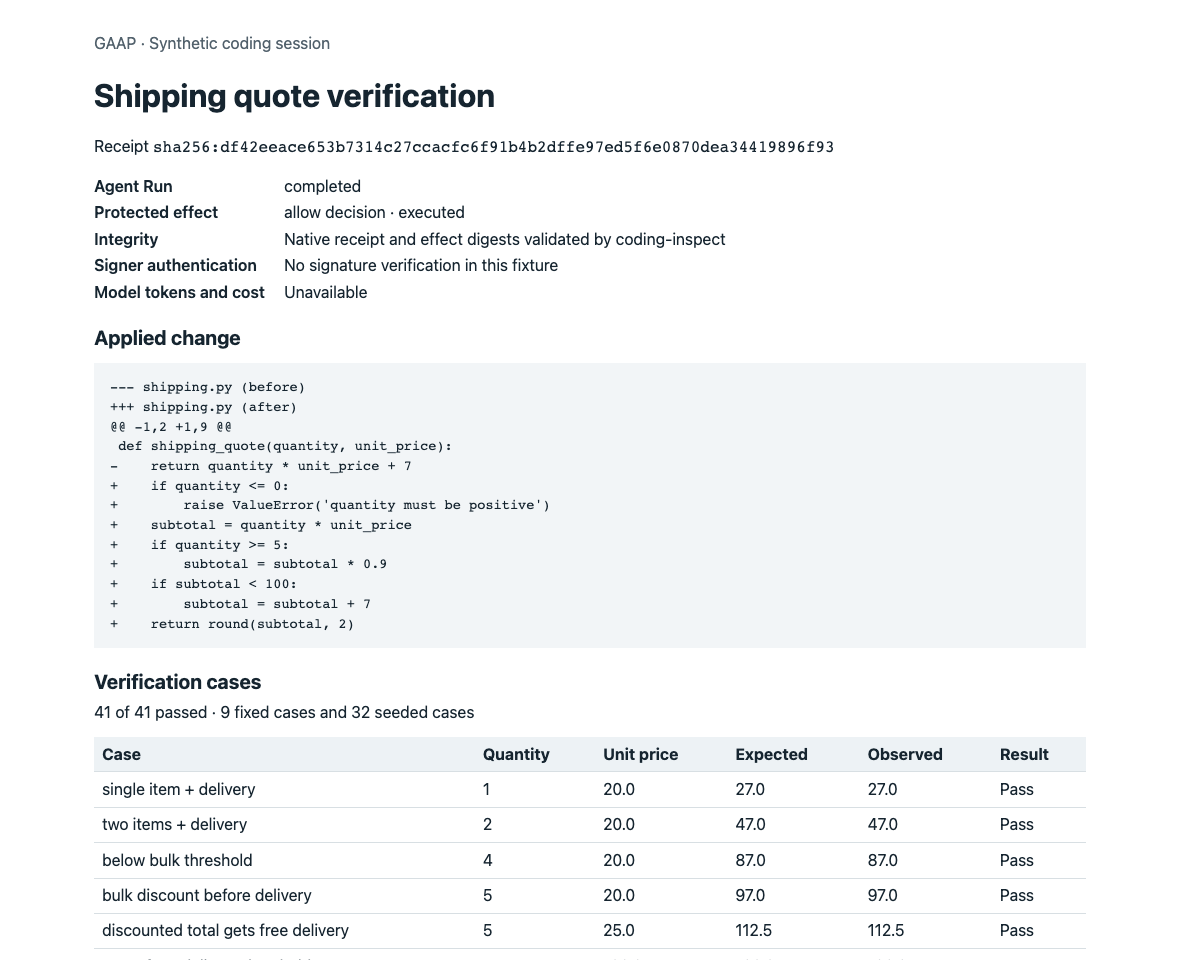 GAAP · Synthetic coding session
Shipping quote verification
Receipt sha256:df42eeace653b7314c27ccacfc6f91b4b2dffe97ed5f6e0870dea34419896f93
Agent Run completed
Protected effect allow decision · executed
Integrity Native receipt and effect digests validated by coding-inspect
Signer authentication No signature verification in this fixture
Model tokens and cost Unavailable
Applied change
--- shipping.py (before)
+++ shipping.py (after)
@@ -1,2 +1,9 @@
 def shipping_quote(quantity, unit_price):
-    return quantity * unit_price + 7
+    if quantity <= 0:
+        raise ValueError('quantity must be positive')
+    subtotal = quantity * unit_price
+    if quantity >= 5:
+        subtotal = subtotal * 0.9
+    if subtotal < 100:
+        subtotal = subtotal + 7
+    return round(subtotal, 2)
Verification cases
41 of 41 passed · 9 fixed cases and 32 seeded cases
Case Quantity Unit price Expected Observed Result
single item + delivery 1 20.0 27.0 27.0 Pass
two items + delivery 2 20.0 47.0 47.0 Pass
below bulk threshold 4 20.0 87.0 87.0 Pass
bulk discount before delivery 5 20.0 97.0 97.0 Pass
discounted total gets free delivery 5 25.0 112.5 112.5 Pass